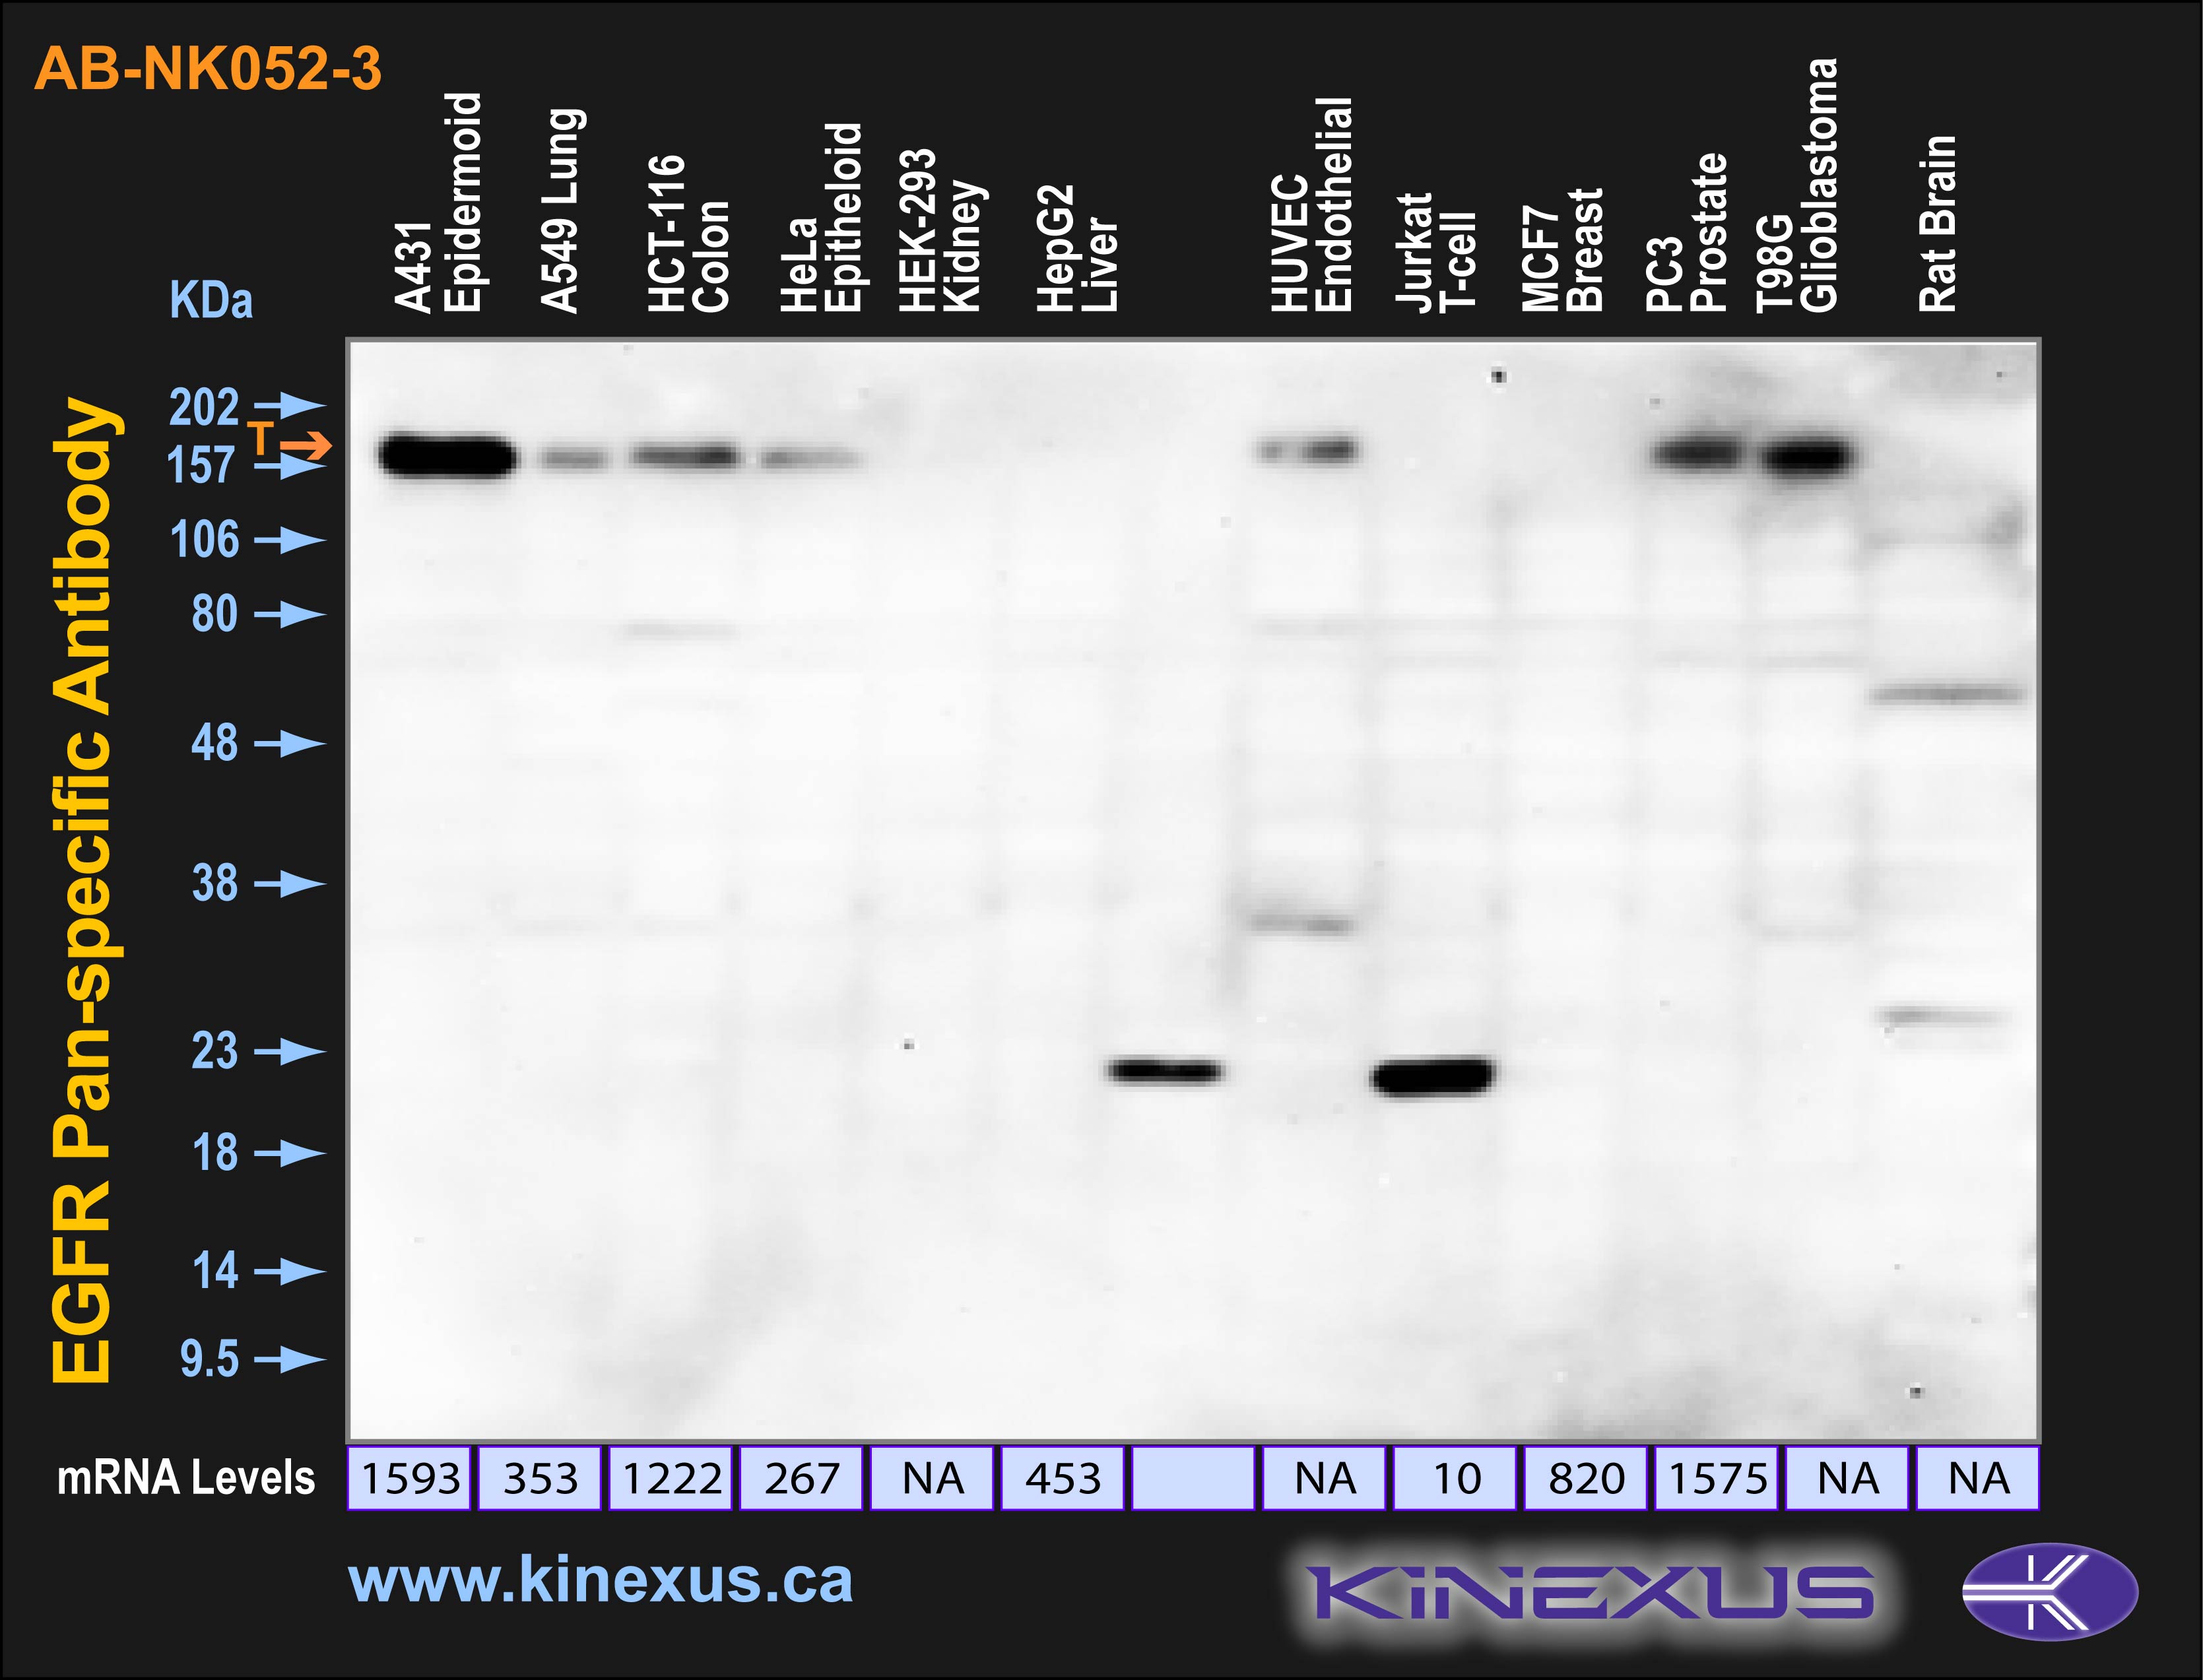 AB-NK052-3
A431
Epidermoid
A549 Lung
HCT-116
Colon
HeLa
Epitheloid
HEK-293
Kidney
HepG2
Liver
HUVEC
Endothelial
Jurkat
T-cell
MCF7
Breast
PC3
Prostate
T98G
Glioblastoma
Rat Brain
KDa
EGFR Pan-specific Antibody
202
T
157
106
80
48
38
23
18
14
9.5
mRNA Levels 1593 353 1222 267 NA 453 NA 10 820 1575 NA NA
www.kinexus.ca
KiNEXUS
K